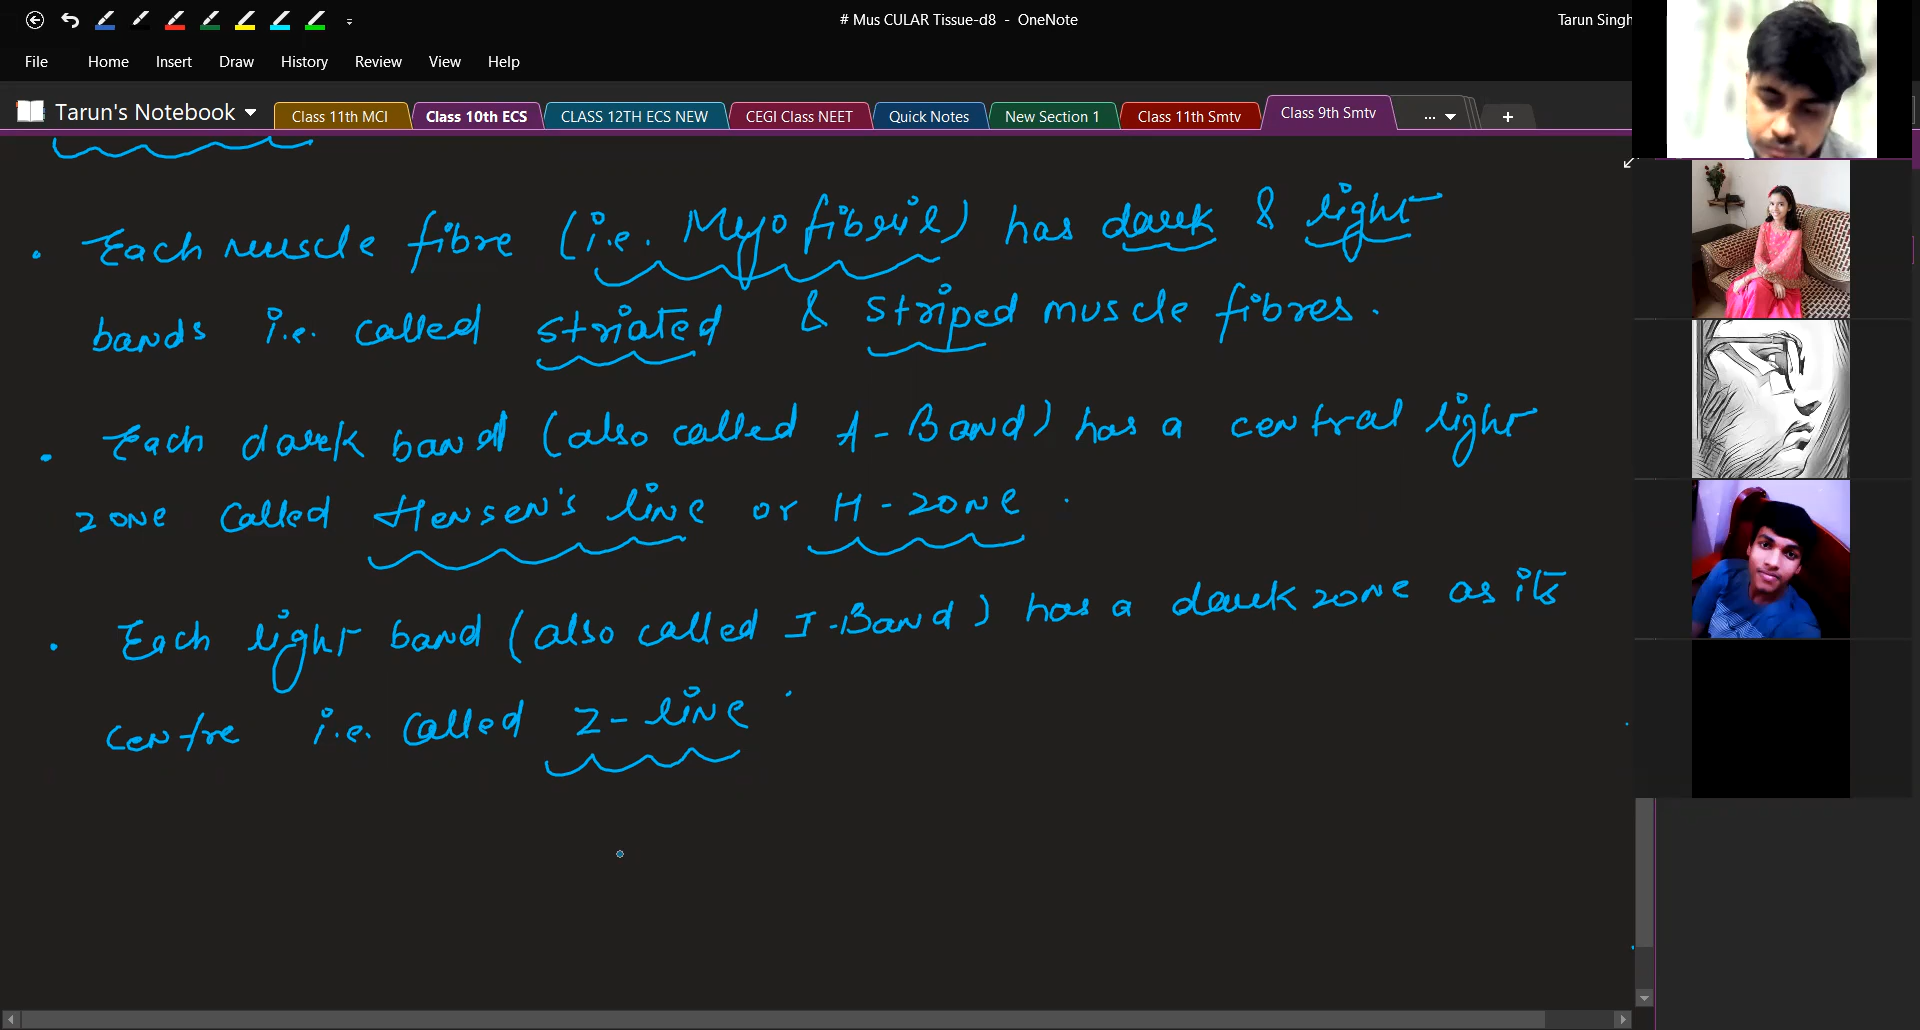 # Mus CULAR Tissue-d8 - OneNote
Tarun Singh
File Home Insert Draw History Review View Help
Tarun's Notebook
Class 11th MCI
Class 10th ECS
CLASS 12TH ECS NEW
CEGI Class NEET
Quick Notes
New Section 1
Class 11th Smtv
Class 9th Smtv
...
+
. Each muscle fibre (i.e. Myofibril) has dark & light
bands i.e. called striated & striped muscle fibres.
. Each dark band (also called A-Band) has a central light
zone called Hensen's line or H-zone.
. Each light band (also called I-Band) has a dark zone as its
centre i.e. called Z-line.